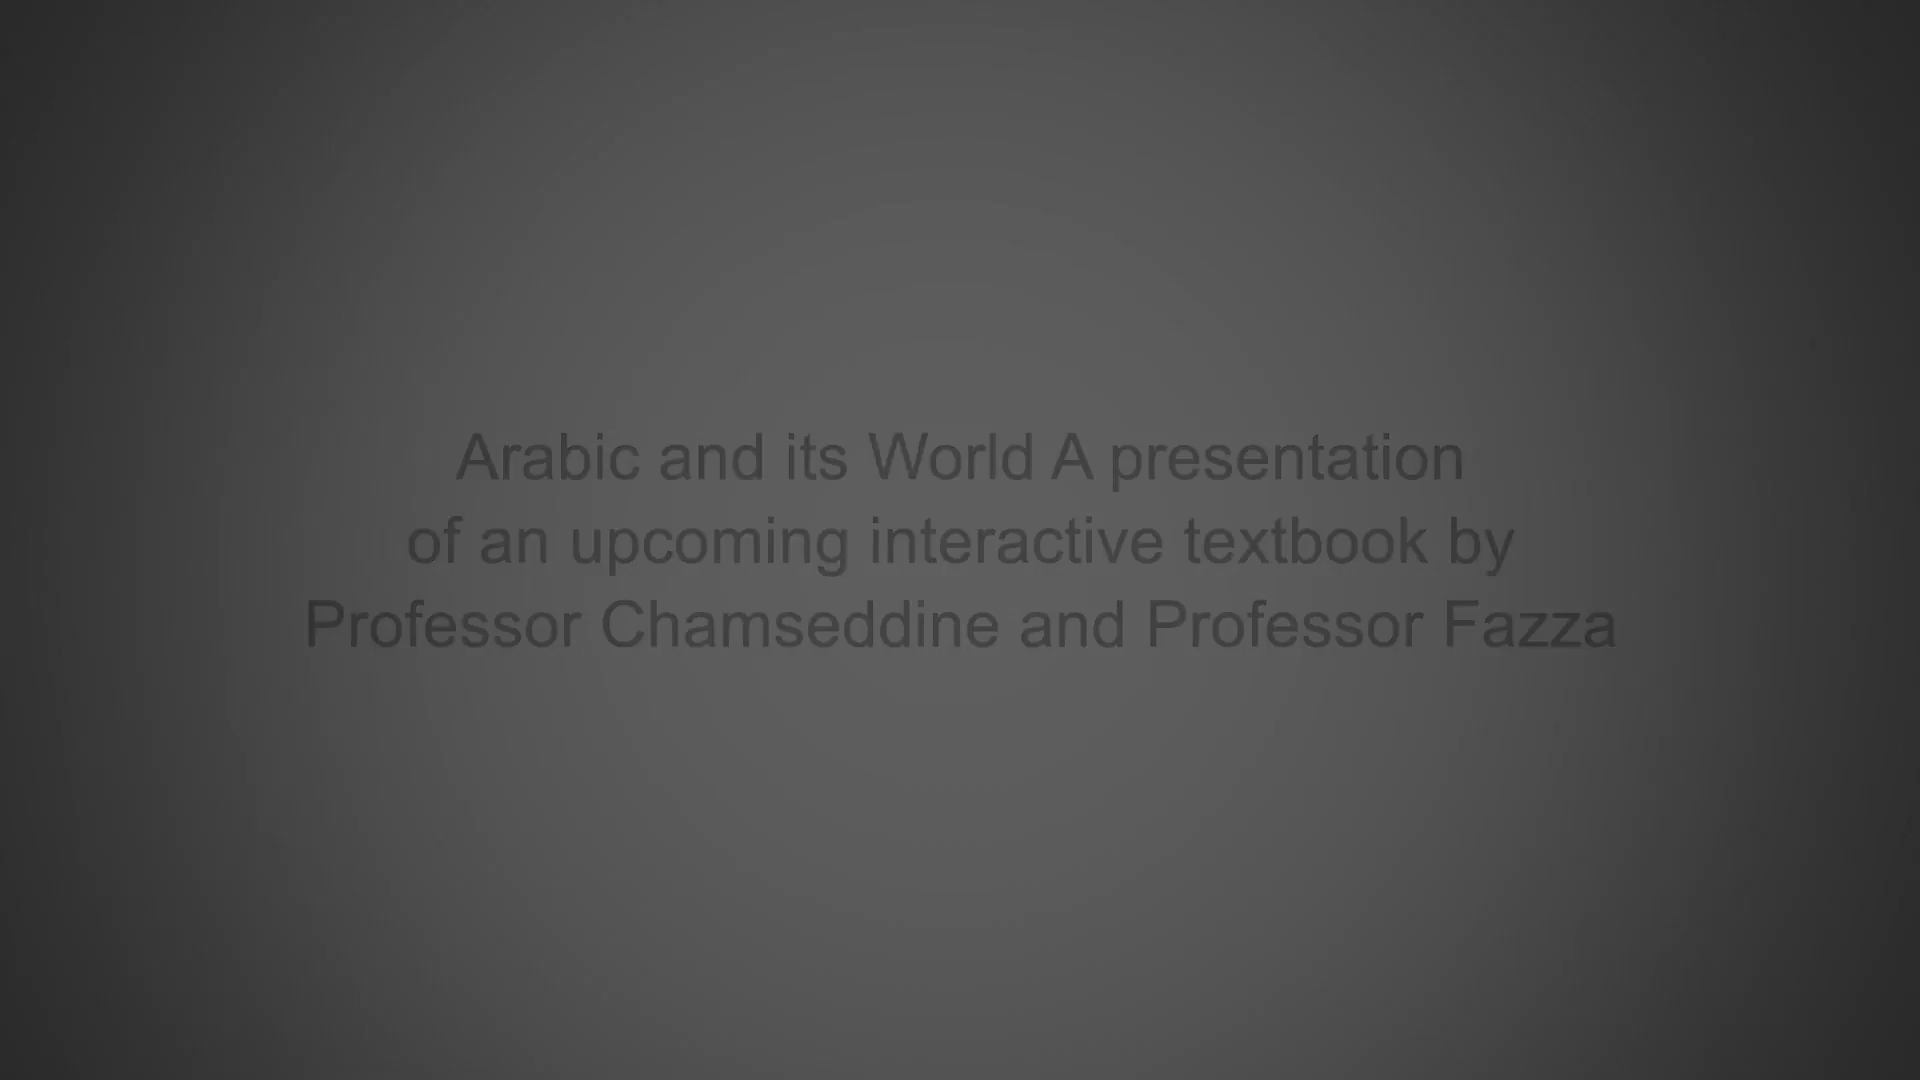 Arabic and its World A presentation
of an upcoming interactive textbook by
Professor Chamseddine and Professor Fazza